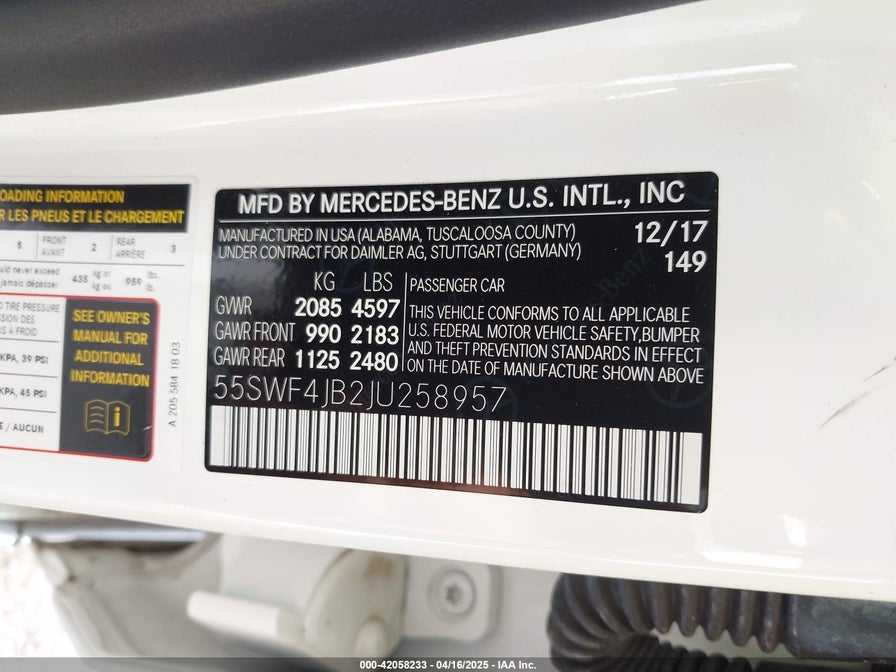 OADING INFORMATION
R LES PNEUS ET LE CHARGEMENT
5 FRONT AVANT 2 REAR ARRIÈRE 3
uld never exceed 435 kg or 959 lbs.
jamais dépasser kg ou lb.
D TIRE PRESSURE
SSION DES
S À FROID
KPA, 39 PSI
KPA, 45 PSI
E / AUCUN
SEE OWNER'S
MANUAL FOR
ADDITIONAL
INFORMATION
A 205 584 18 03
MFD BY MERCEDES-BENZ U.S. INTL., INC
MANUFACTURED IN USA (ALABAMA, TUSCALOOSA COUNTY) 12/17
UNDER CONTRACT FOR DAIMLER AG, STUTTGART (GERMANY) 149
KG LBS PASSENGER CAR
GVWR 2085 4597
GAWR FRONT 990 2183
GAWR REAR 1125 2480
THIS VEHICLE CONFORMS TO ALL APPLICABLE
U.S. FEDERAL MOTOR VEHICLE SAFETY,BUMPER
AND THEFT PREVENTION STANDARDS IN EFFECT
ON THE DATE OF MANUFACTURE SHOWN ABOVE
55SWF4JB2JU258957
000-42058233 - 04/16/2025 - IAA Inc.